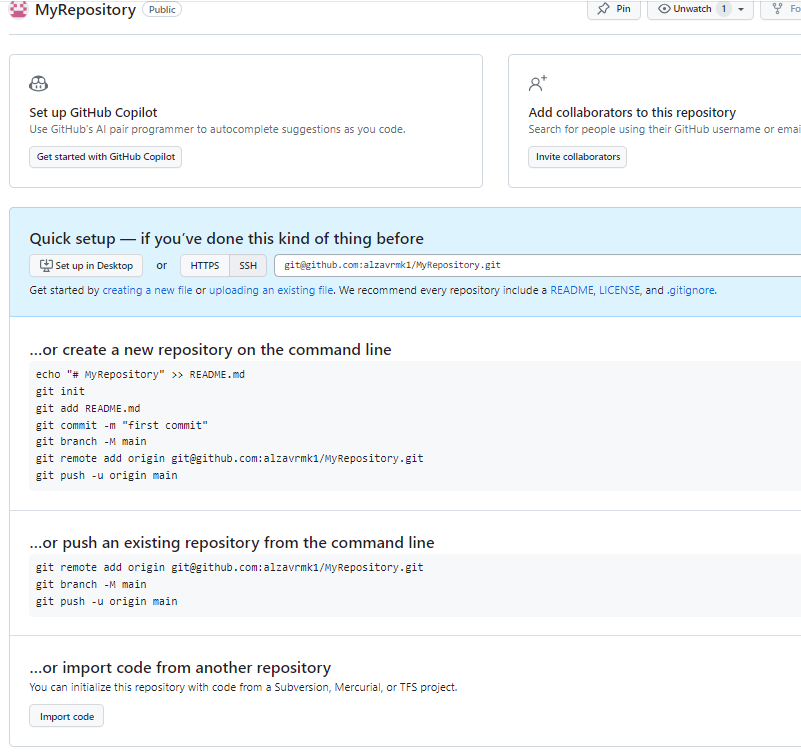 MyRepository Public
Pin
Unwatch 1
Set up GitHub Copilot
Use GitHub's AI pair programmer to autocomplete suggestions as you code.
Get started with GitHub Copilot
Add collaborators to this repository
Search for people using their GitHub username or
Invite collaborators
Quick setup — if you've done this kind of thing before
Set up in Desktop or HTTPS SSH git@github.com:alzavrmk1/MyRepository.git
Get started by creating a new file or uploading an existing file. We recommend every repository include a README, LICENSE, and .gitignore.
…or create a new repository on the command line
echo "# MyRepository" >> README.md
git init
git add README.md
git commit -m "first commit"
git branch -M main
git remote add origin git@github.com:alzavrmk1/MyRepository.git
git push -u origin main
…or push an existing repository from the command line
git remote add origin git@github.com:alzavrmk1/MyRepository.git
git branch -M main
git push -u origin main
…or import code from another repository
You can initialize this repository with code from a Subversion, Mercurial, or TFS project.
Import code